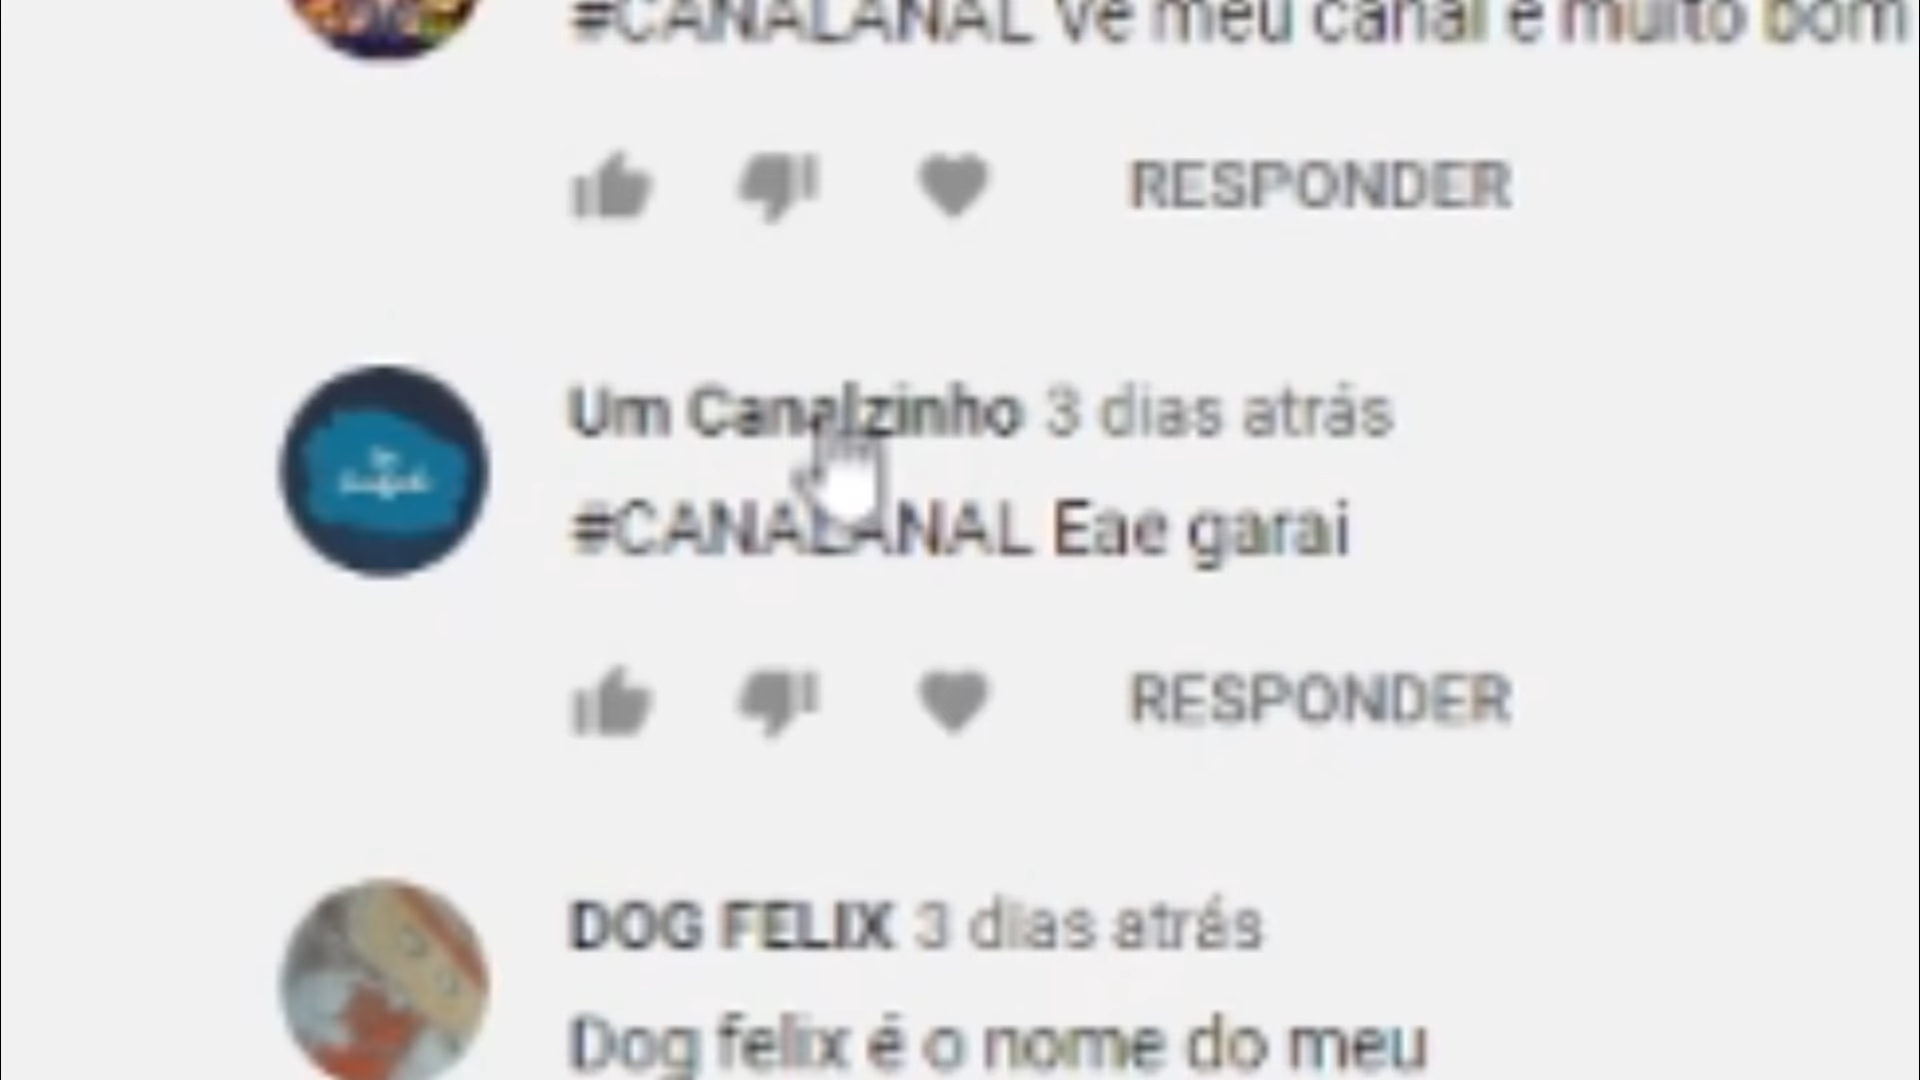 #CANALANAL Ve meu canal e muito bom
RESPONDER
Um Canalzinho 3 dias atrás
#CANALANAL Eae garai
RESPONDER
DOG FELIX 3 dias atrás
Dog felix é o nome do meu